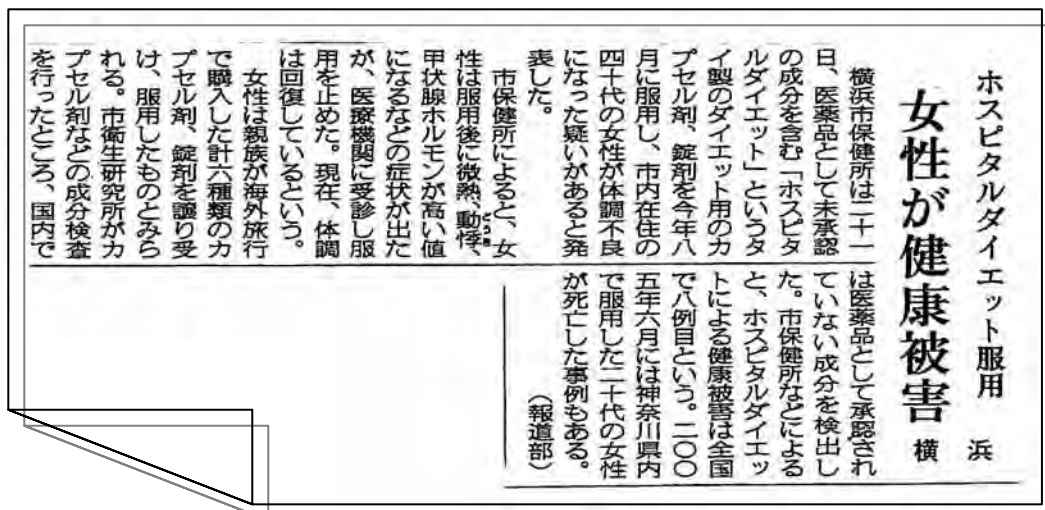 ホスピタルダイエット服用
女性が健康被害
横浜
横浜市保健所は二十一
日、医薬品として未承認
の成分を含む「ホスピタ
ルダイエット」というタ
イ製のダイエット用のカ
プセル剤、錠剤を今年八
月に服用し、市内在住の
四十代の女性が体調不良
になった疑いがあると発
表した。
市保健所によると、女
性は服用後に微熱、動悸、
甲状腺ホルモンが高い値
になるなどの症状が出た
が、医療機関に受診し服
用を止めた。現在、体調
は回復しているという。
女性は親族が海外旅行
で購入した計六種類のカ
プセル剤、錠剤を譲り受
け、服用したものとみら
れる。市衛生研究所がカ
プセル剤などの成分検査
を行ったところ、国内で
は医薬品として承認され
ていない成分を検出し
た。市保健所などによる
と、ホスピタルダイエッ
トによる健康被害は全国
で八例目という。二〇〇
五年六月には神奈川県内
で服用した二十代の女性
が死亡した事例もある。
（報道部）